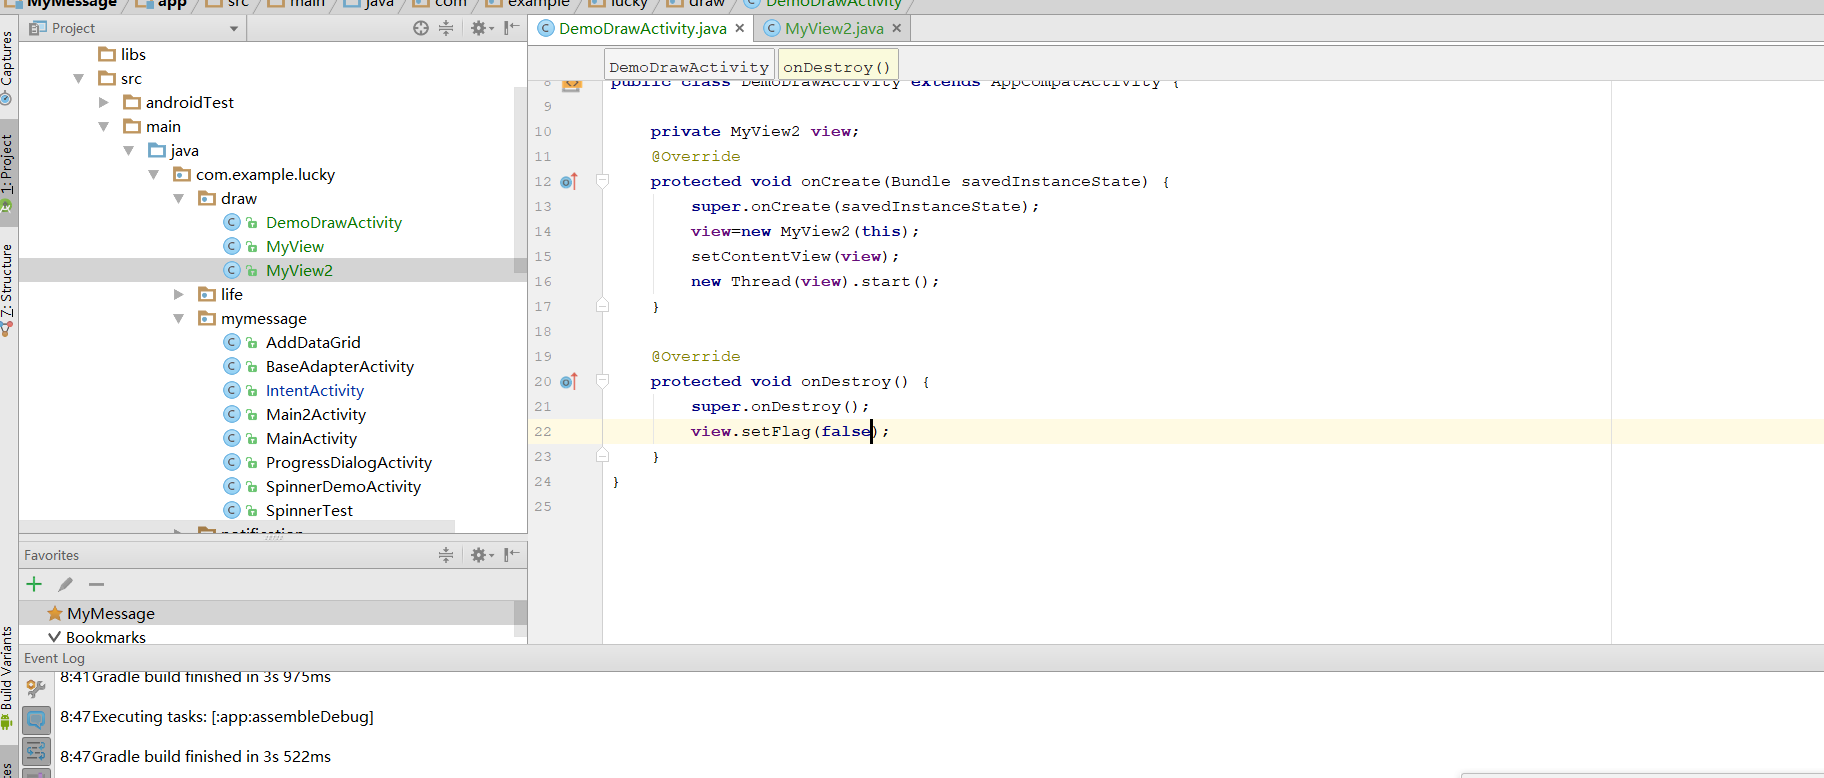 MyMessage app src main java com example lucky draw DemoDrawActivity
Project
DemoDrawActivity.java MyView2.java
DemoDrawActivity onDestroy()
Captures
1: Project
Z: Structure
Build Variants
libs
src
androidTest
main
java
com.example.lucky
draw
DemoDrawActivity
MyView
MyView2
life
mymessage
AddDataGrid
BaseAdapterActivity
IntentActivity
Main2Activity
MainActivity
ProgressDialogActivity
SpinnerDemoActivity
SpinnerTest
notification
8 public class DemoDrawActivity extends AppCompatActivity {
9
10 private MyView2 view;
11 @Override
12 protected void onCreate(Bundle savedInstanceState) {
13 super.onCreate(savedInstanceState);
14 view=new MyView2(this);
15 setContentView(view);
16 new Thread(view).start();
17 }
18
19 @Override
20 protected void onDestroy() {
21 super.onDestroy();
22 view.setFlag(false);
23 }
24 }
25
Favorites
MyMessage
Bookmarks
Event Log
8:41 Gradle build finished in 3s 975ms
8:47 Executing tasks: [:app:assembleDebug]
8:47 Gradle build finished in 3s 522ms